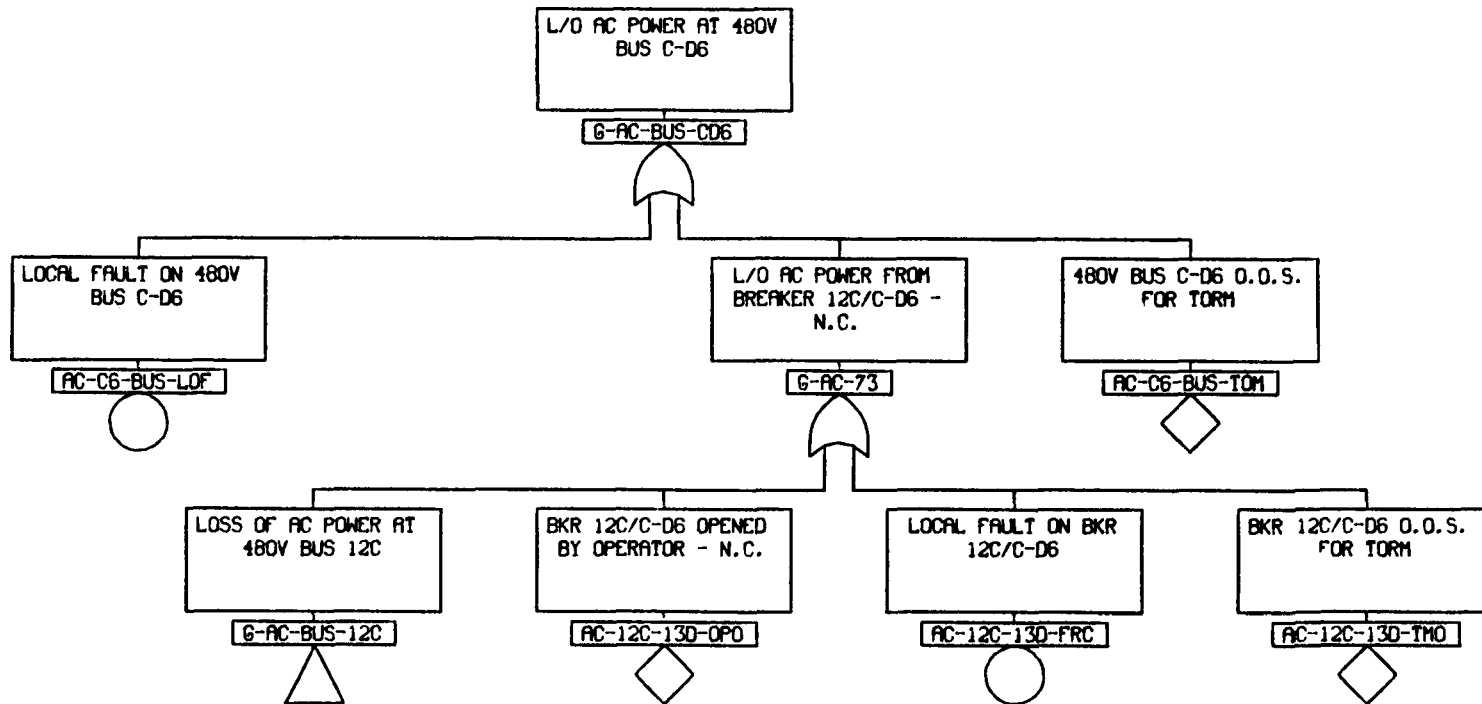 L/O AC POWER AT 480V
BUS C-D6
G-AC-BUS-CD6
LOCAL FAULT ON 480V
BUS C-D6
AC-C6-BUS-LOF
L/O AC POWER FROM
BREAKER 12C/C-D6 -
N.C.
G-AC-73
480V BUS C-D6 O.O.S.
FOR TORM
AC-C6-BUS-TOM
LOSS OF AC POWER AT
480V BUS 12C
G-AC-BUS-12C
BKR 12C/C-D6 OPENED
BY OPERATOR - N.C.
AC-12C-13D-OPO
LOCAL FAULT ON BKR
12C/C-D6
AC-12C-13D-FRC
BKR 12C/C-D6 O.O.S.
FOR TORM
AC-12C-13D-TMO